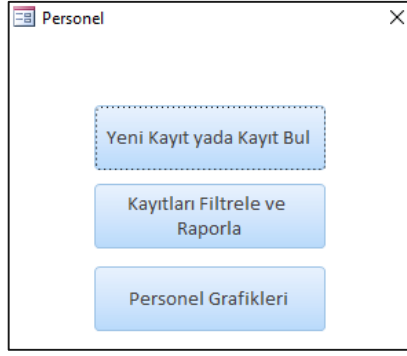 Personel
Yeni Kayıt yada Kayıt Bul
Kayıtları Filtrele ve
Raporla
Personel Grafikleri